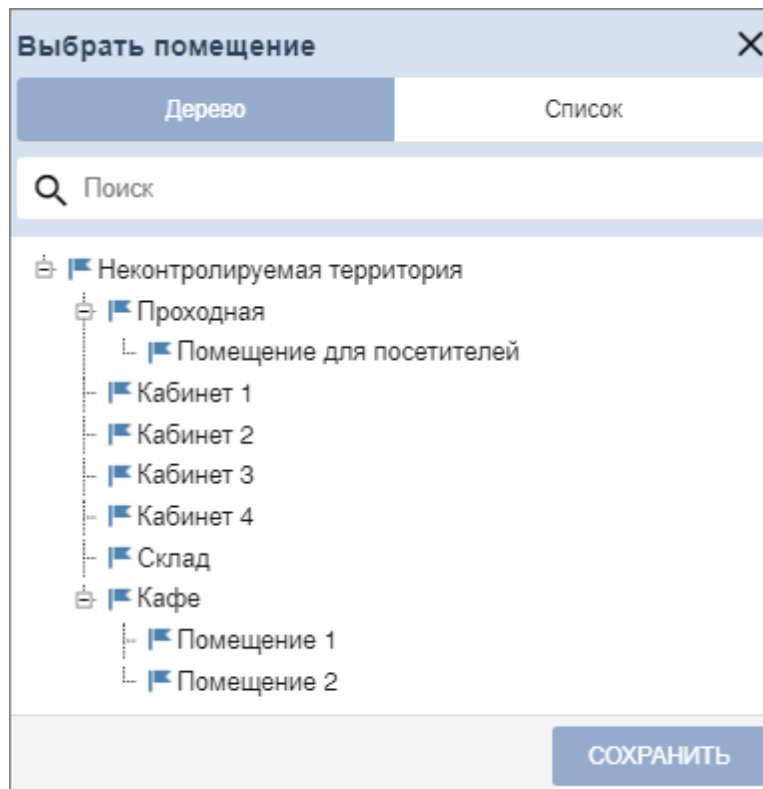 Выбрать помещение
Дерево Список
Поиск
Неконтролируемая территория
Проходная
Помещение для посетителей
Кабинет 1
Кабинет 2
Кабинет 3
Кабинет 4
Склад
Кафе
Помещение 1
Помещение 2
СОХРАНИТЬ